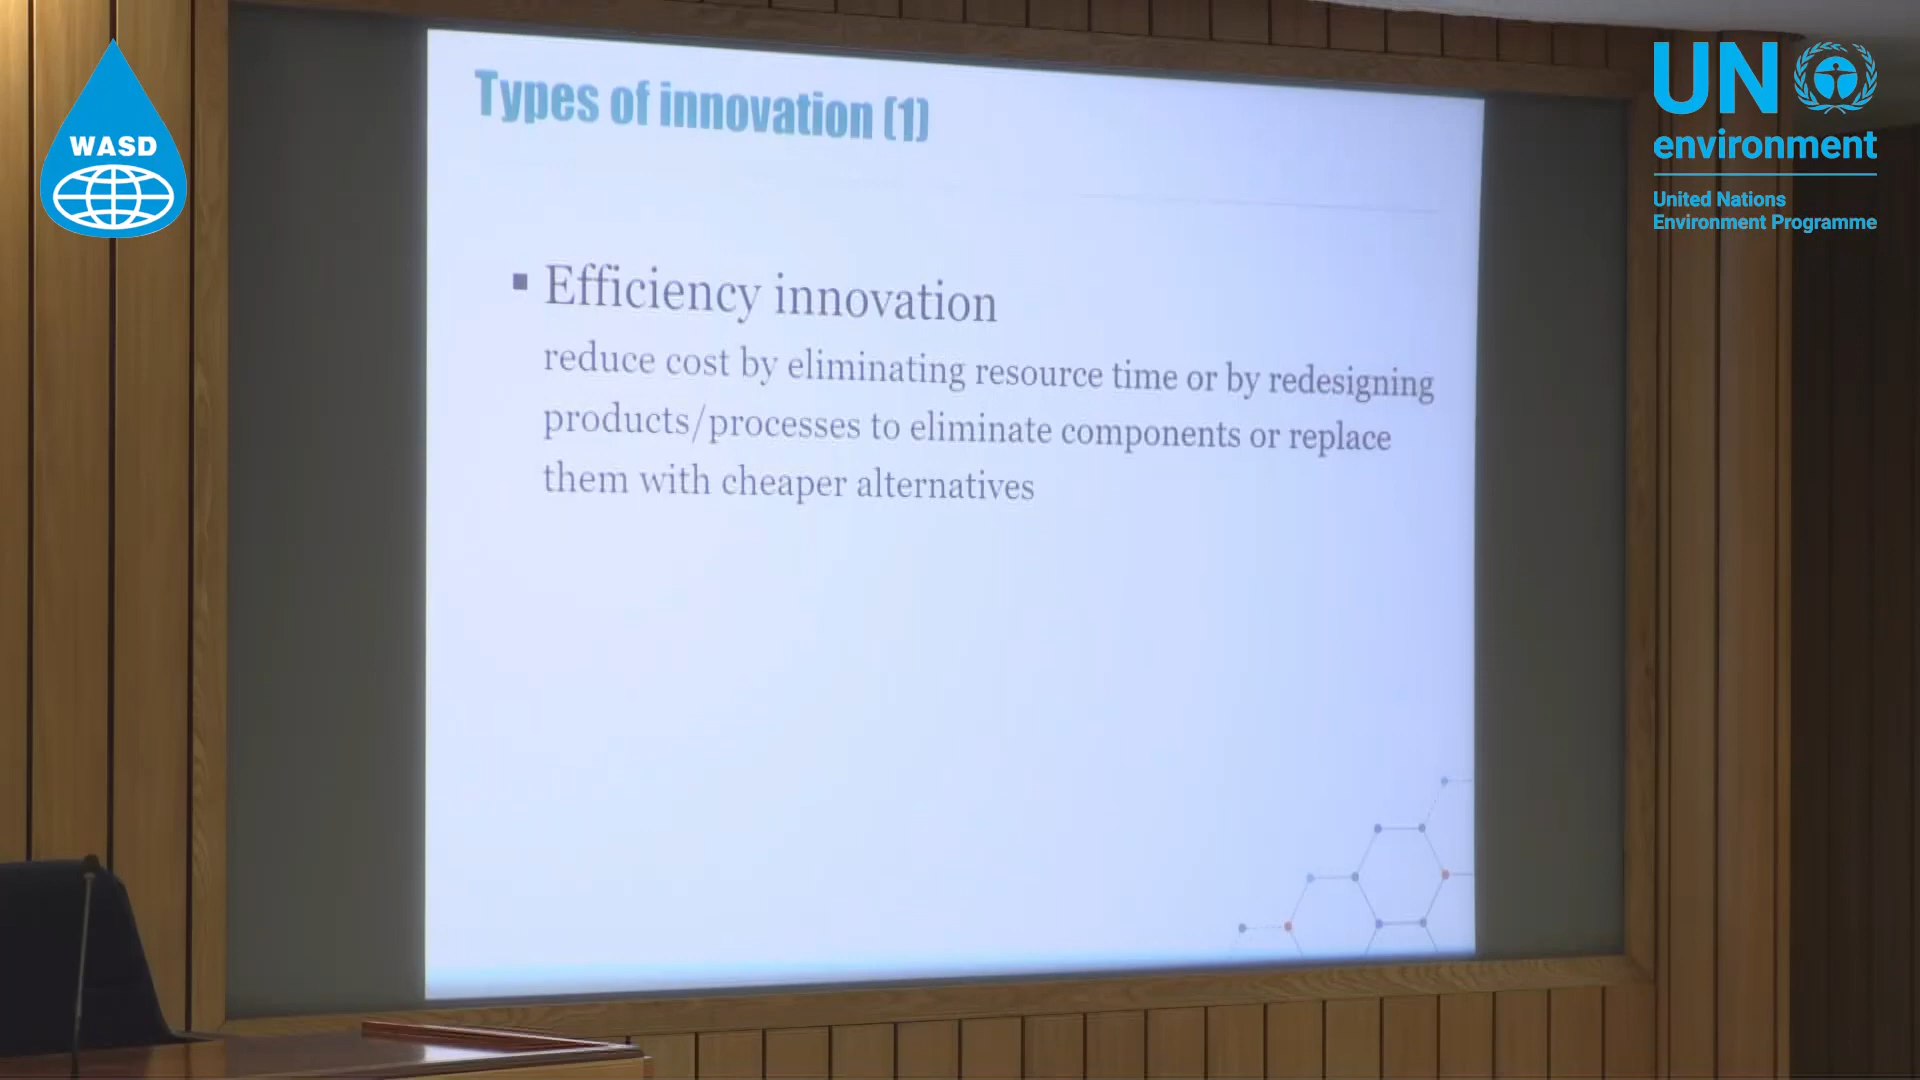 WASD
UN
environment
United Nations
Environment Programme
Types of innovation (1)
▪ Efficiency innovation
reduce cost by eliminating resource time or by redesigning
products/processes to eliminate components or replace
them with cheaper alternatives